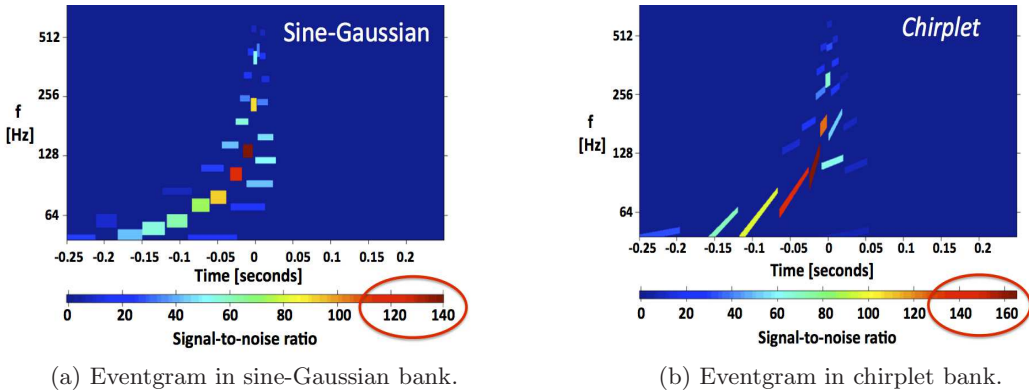 Sine-Gaussian
512
256
128
64
f
[Hz]
-0.25 -0.2 -0.15 -0.1 -0.05 0 0.05 0.1 0.15 0.2
Time [seconds]
0 20 40 60 80 100 120 140
Signal-to-noise ratio
(a) Eventgram in sine-Gaussian bank.
Chirplet
512
256
128
64
f
[Hz]
-0.25 -0.2 -0.15 -0.1 -0.05 0 0.05 0.1 0.15 0.2
Time [seconds]
0 20 40 60 80 100 120 140 160
Signal-to-noise ratio
(b) Eventgram in chirplet bank.